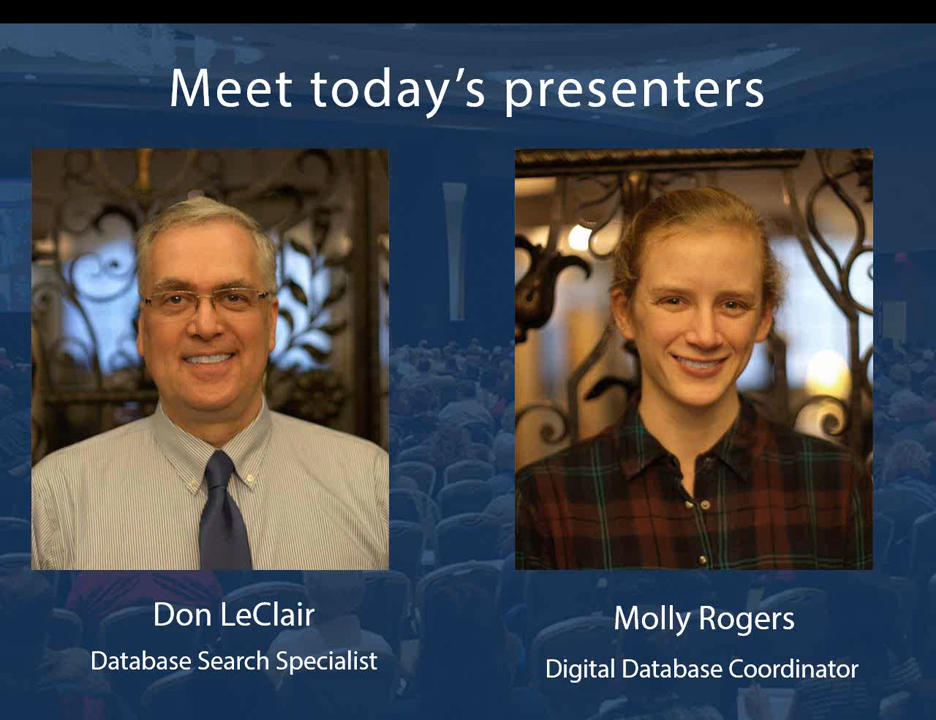 Meet today's presenters
Don LeClair
Database Search Specialist
Molly Rogers
Digital Database Coordinator